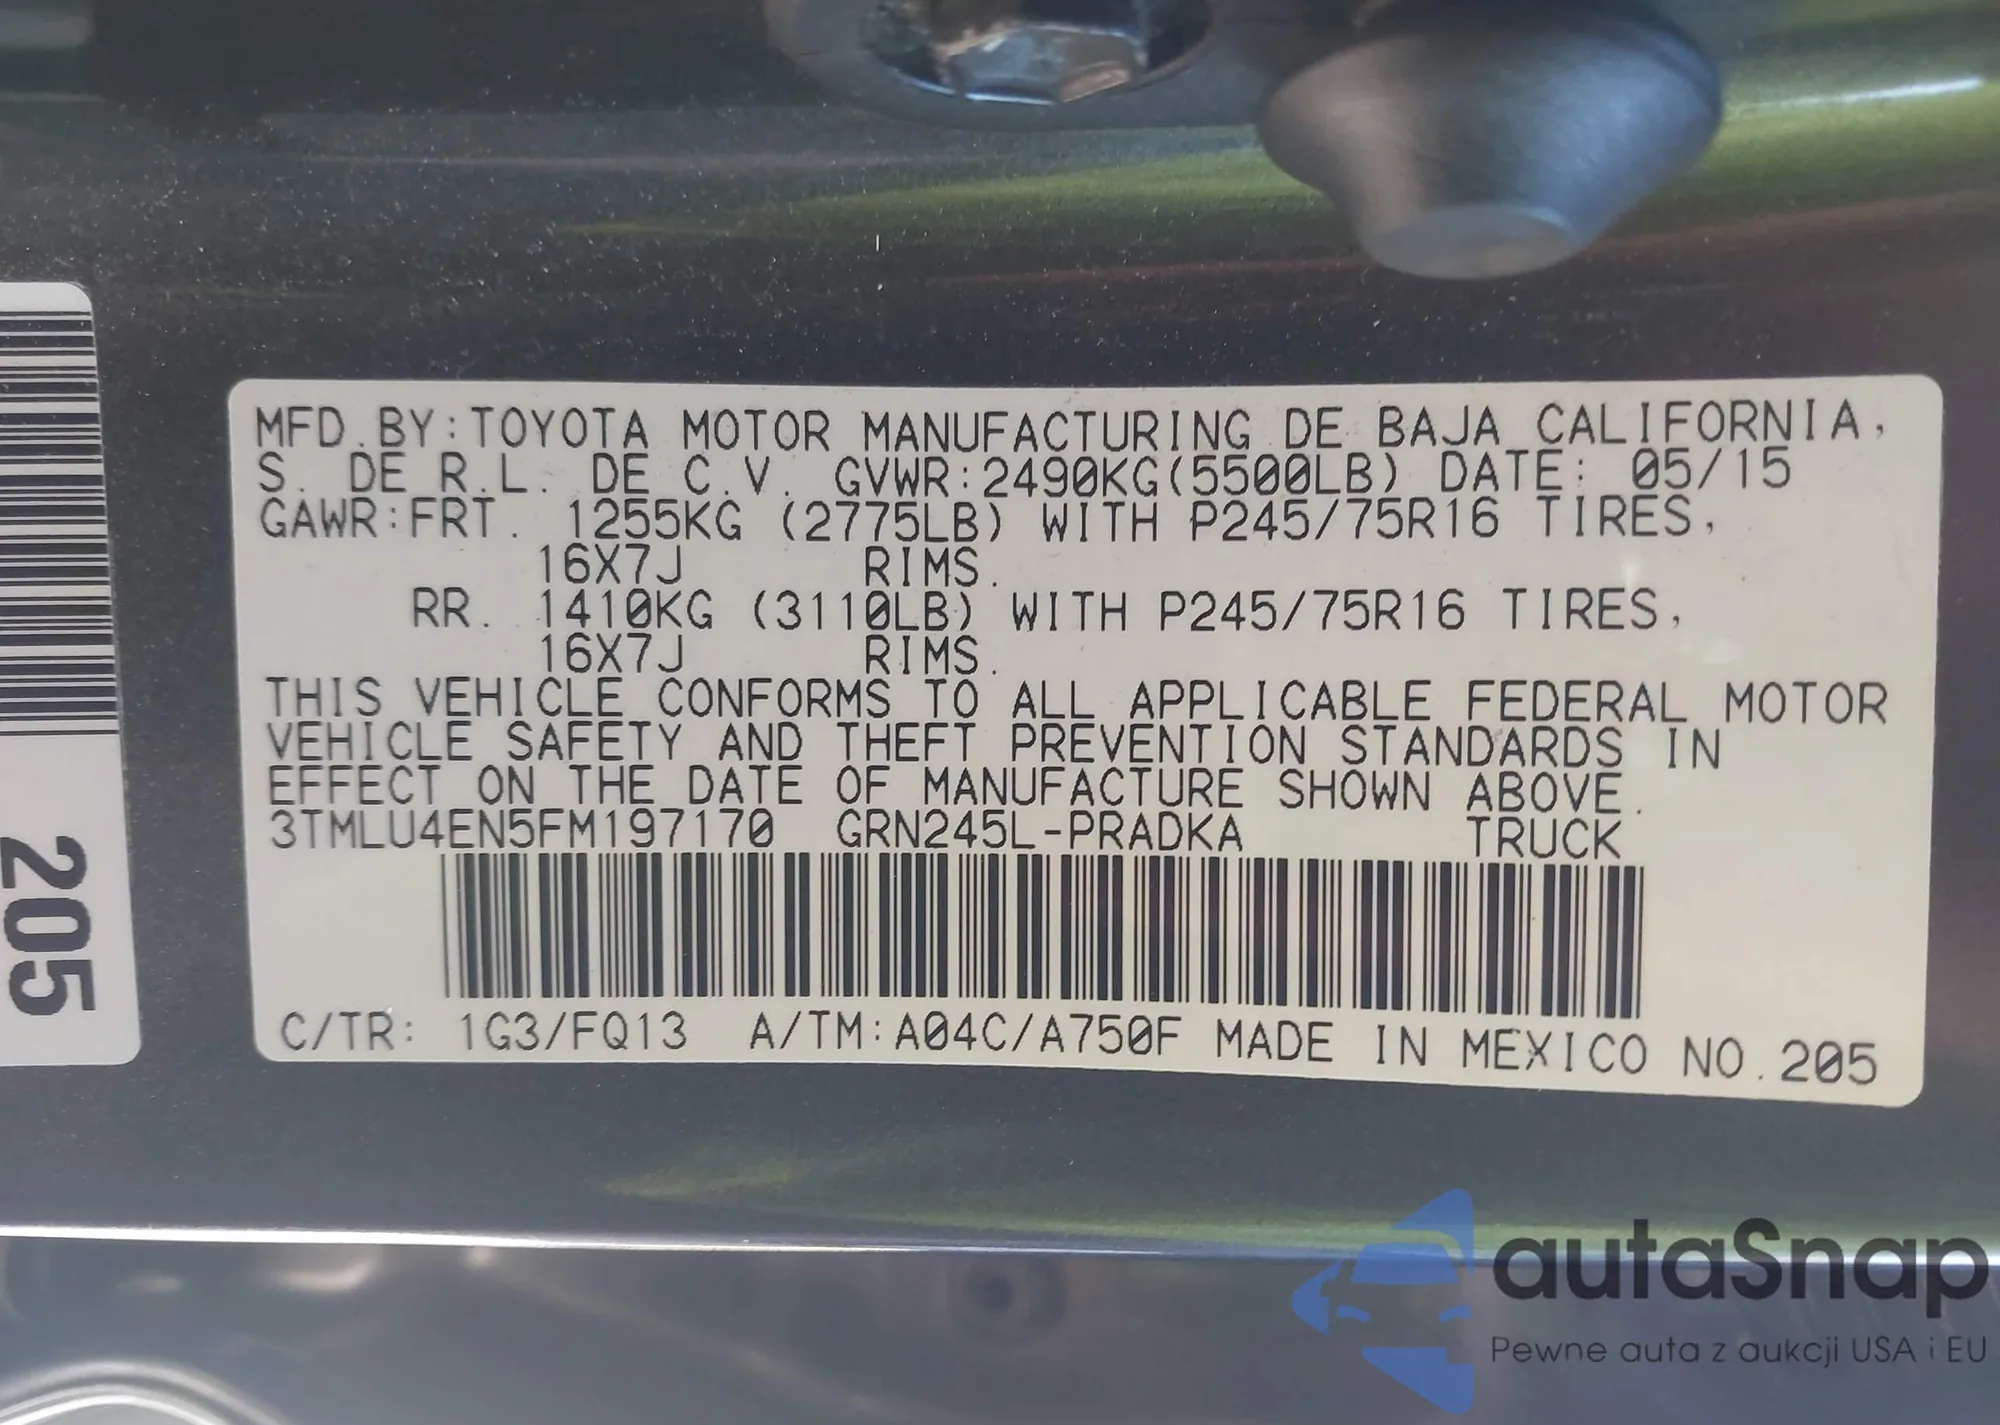 MFD.BY:TOYOTA MOTOR MANUFACTURING DE BAJA CALIFORNIA,
S. DE R.L. DE C.V. GVWR:2490KG(5500LB) DATE: 05/15
GAWR:FRT. 1255KG (2775LB) WITH P245/75R16 TIRES,
16X7J RIMS.
RR. 1410KG (3110LB) WITH P245/75R16 TIRES,
16X7J RIMS.
THIS VEHICLE CONFORMS TO ALL APPLICABLE FEDERAL MOTOR
VEHICLE SAFETY AND THEFT PREVENTION STANDARDS IN
EFFECT ON THE DATE OF MANUFACTURE SHOWN ABOVE.
3TMLU4EN5FM197170 GRN245L-PRADKA TRUCK
C/TR: 1G3/FQ13 A/TM:A04C/A750F MADE IN MEXICO NO.205
205
autaSnap
Pewne auta z aukcji USA i EU